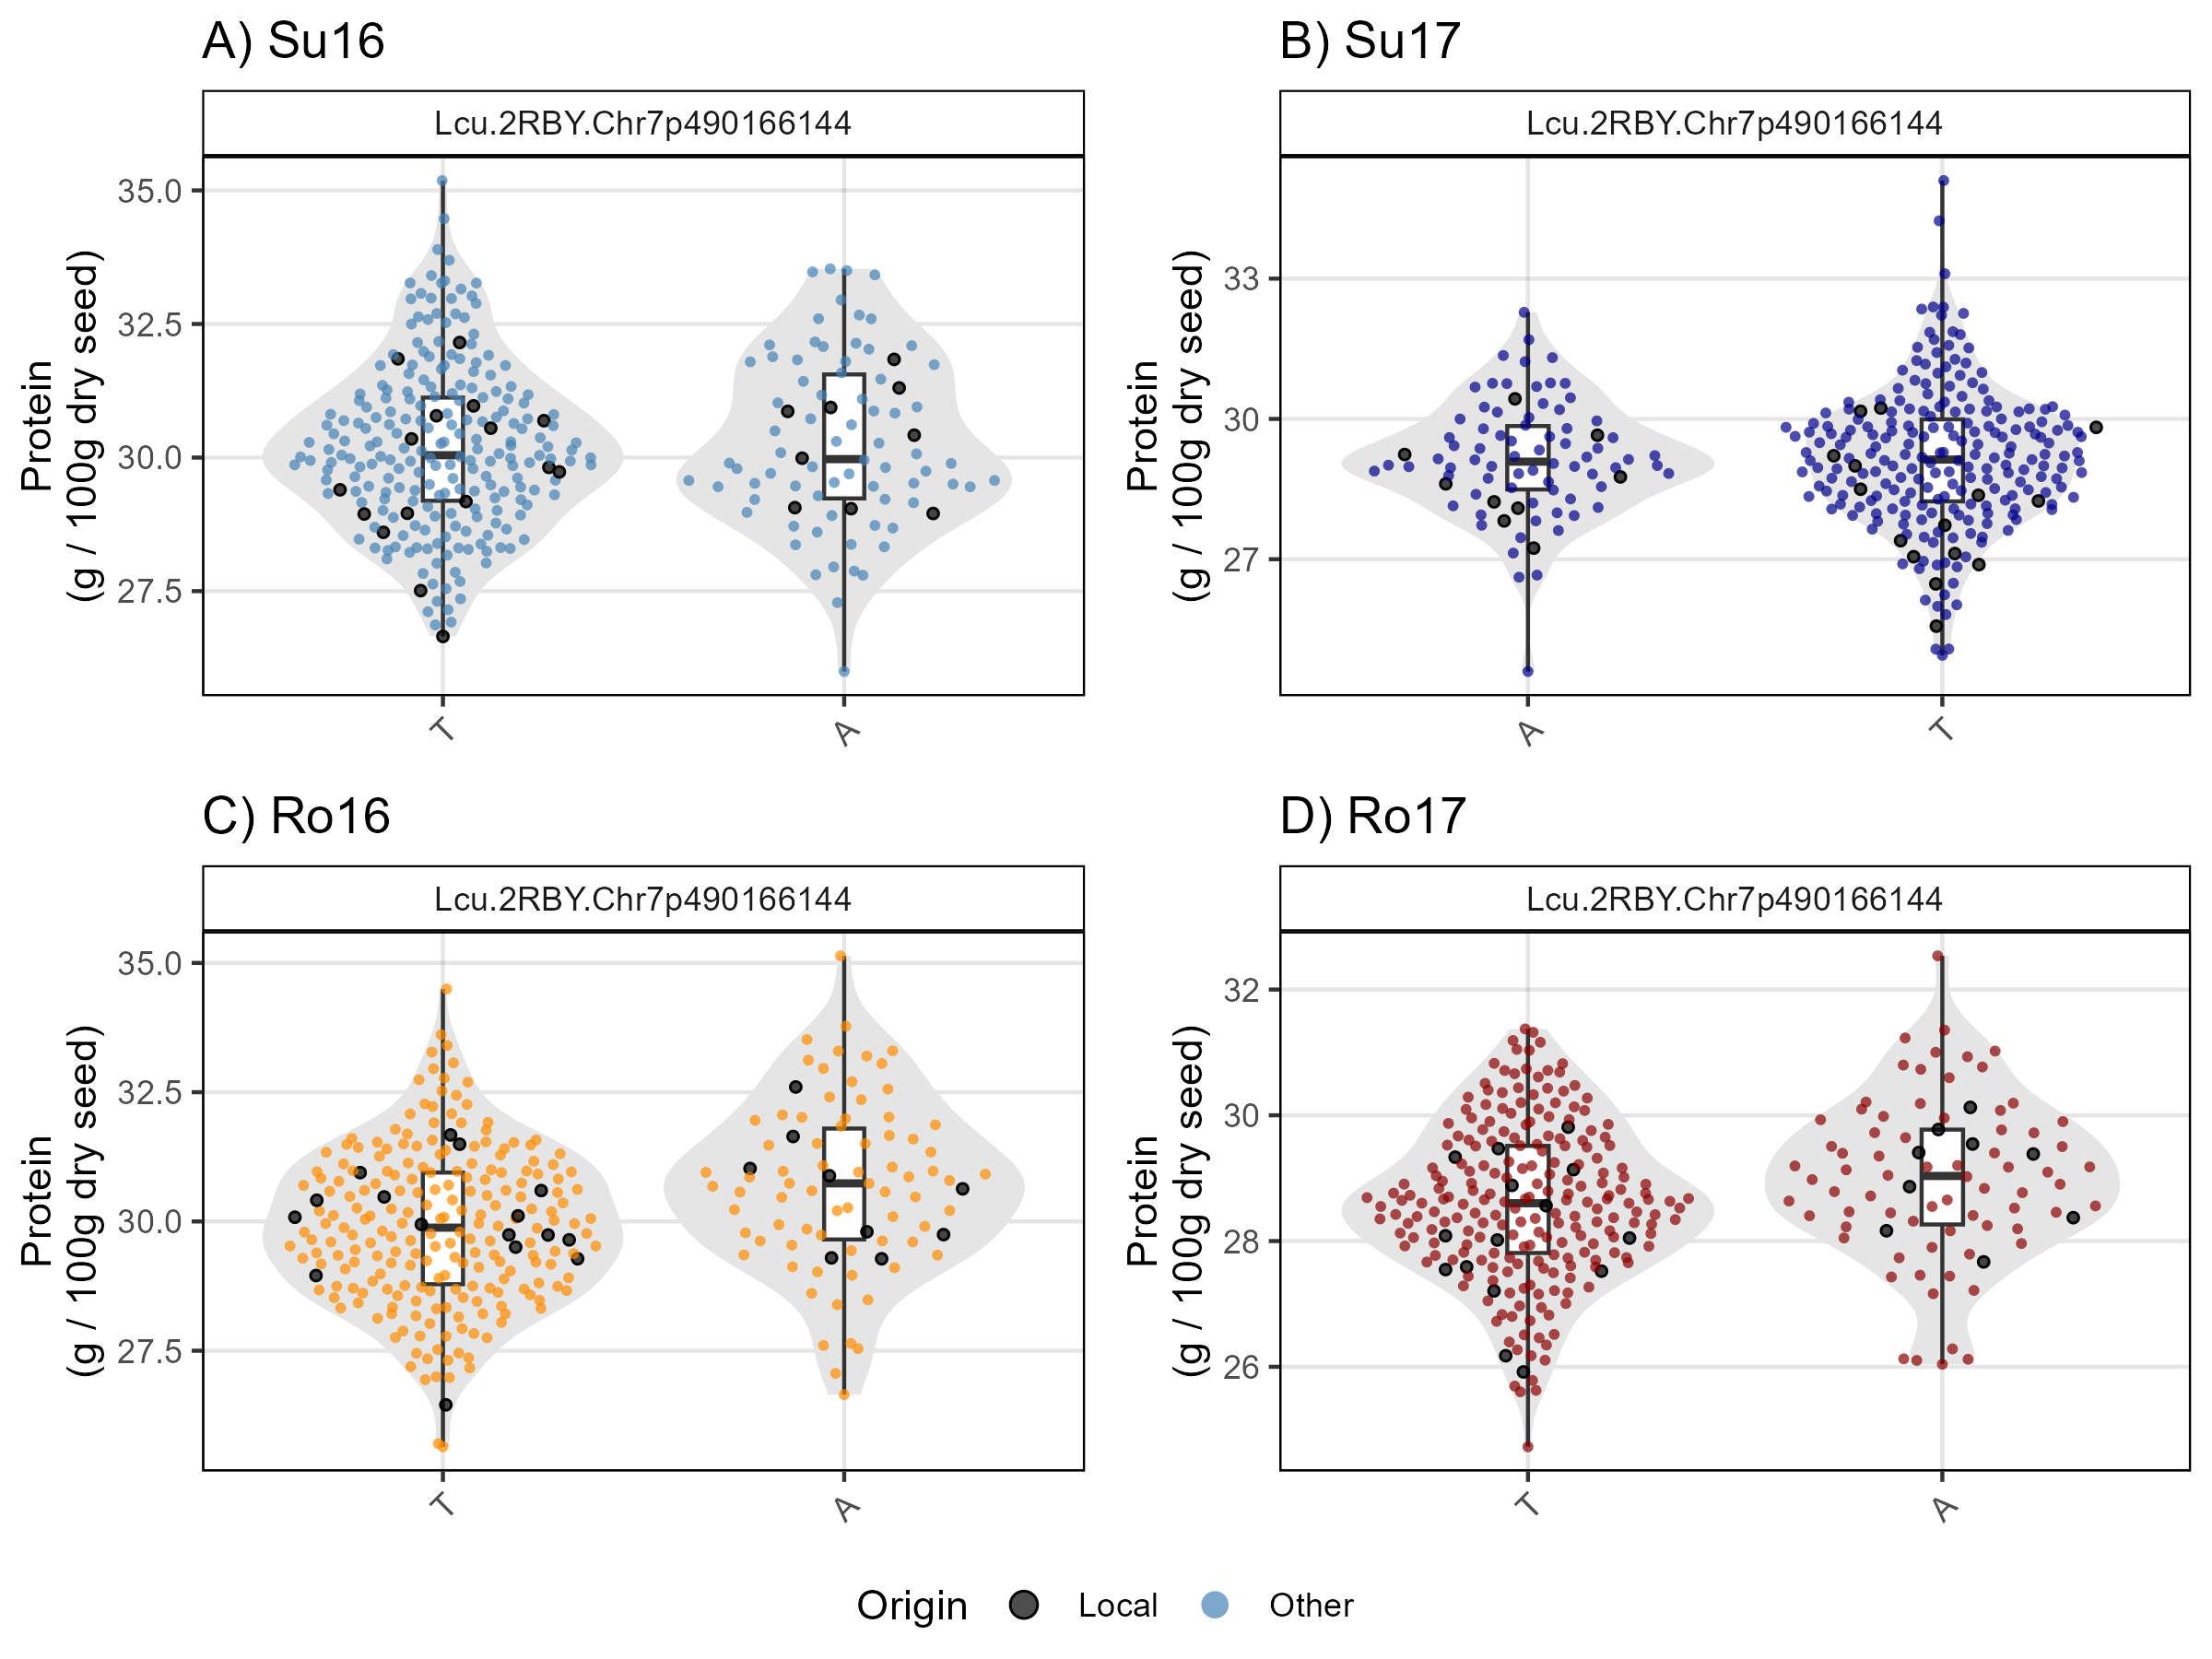 A) Su16
Lcu.2RBY.Chr7p490166144
Protein
(g / 100g dry seed)
35.0
32.5
30.0
27.5
T
A
B) Su17
Lcu.2RBY.Chr7p490166144
Protein
(g / 100g dry seed)
33
30
27
A
T
C) Ro16
Lcu.2RBY.Chr7p490166144
Protein
(g / 100g dry seed)
35.0
32.5
30.0
27.5
T
A
D) Ro17
Lcu.2RBY.Chr7p490166144
Protein
(g / 100g dry seed)
32
30
28
26
T
A
Origin Local Other